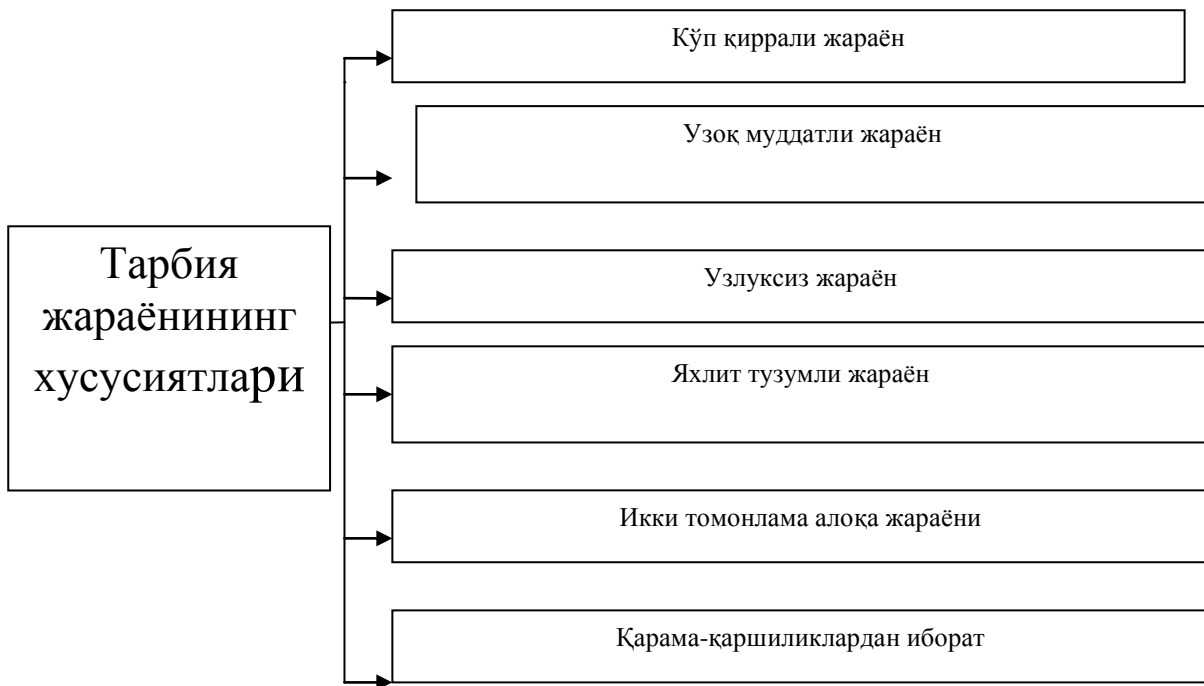 Кўп қиррали жараён
Узоқ муддатли жараён
Тарбия
жараёнининг
хусусиятлари
Узлуксиз жараён
Яхлит тузумли жараён
Икки томонлама алоқа жараёни
Қарама-қаршиликлардан иборат